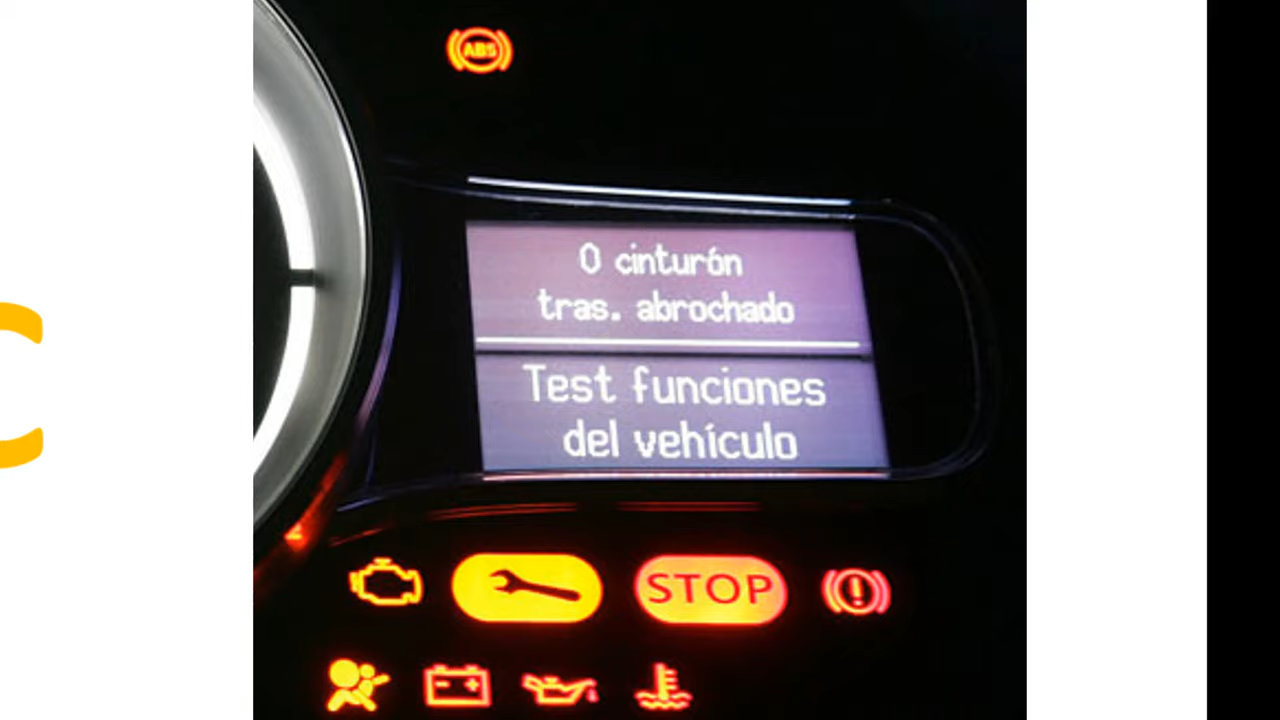 ABS
0 cinturón
tras. abrochado
Test funciones
del vehículo
STOP